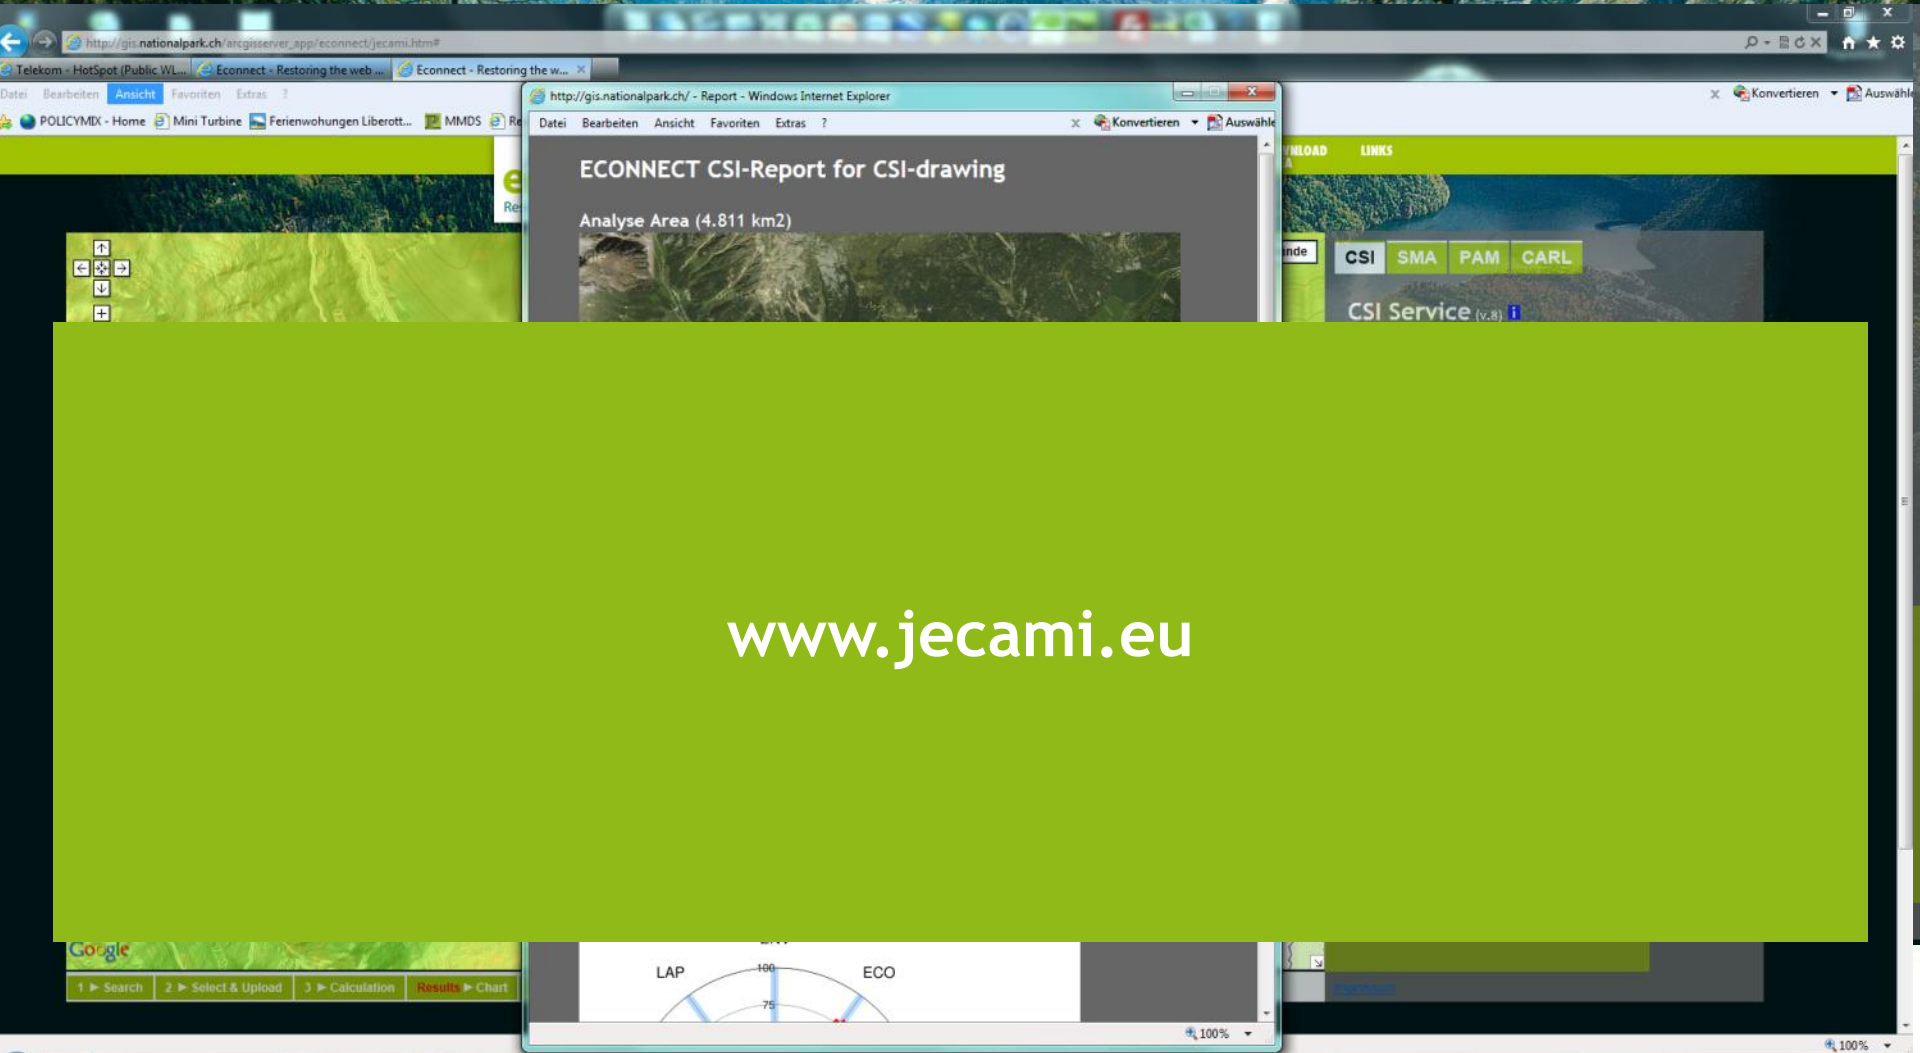 http://gis.nationalpark.ch/arcgisserver_app/econnect/jecami.htm#
Telekom - HotSpot (Public WL... Econnect - Restoring the web ... Econnect - Restoring the w...
Datei Bearbeiten Ansicht Favoriten Extras ?
Konvertieren Auswähle
POLICYMIX - Home Mini Turbine Ferienwohungen Liberott... MMDS Re
http://gis.nationalpark.ch/ - Report - Windows Internet Explorer
Datei Bearbeiten Ansicht Favoriten Extras ?
Konvertieren Auswähle
LINKS
ECONNECT CSI-Report for CSI-drawing
Analyse Area (4.811 km2)
CSI SMA PAM CARL
CSI Service (v.8) i
www.jecami.eu
Google
LAP 100 ECO
75
1 ► Search 2 ► Select & Upload 3 ► Calculation Results ► Chart
100%
100%